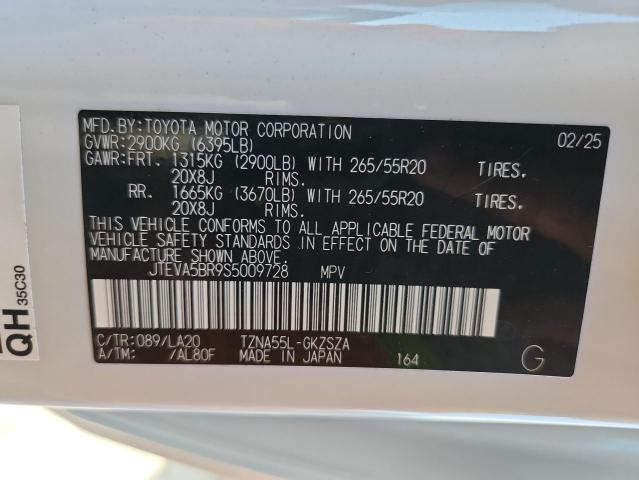 MFD.BY:TOYOTA MOTOR CORPORATION 02/25
GVWR:2900KG (6395LB)
GAWR:FRT. 1315KG (2900LB) WITH 265/55R20 TIRES.
20X8J RIMS.
RR. 1665KG (3670LB) WITH 265/55R20 TIRES.
20X8J RIMS.
THIS VEHICLE CONFORMS TO ALL APPLICABLE FEDERAL MOTOR
VEHICLE SAFETY STANDARDS IN EFFECT ON THE DATE OF
MANUFACTURE SHOWN ABOVE.
JTEVA5BR9S5009728 MPV
C/TR:089/LA20 TZNA55L-GKZSZA
A/TM: /AL80F MADE IN JAPAN 164 G
QH 35C30